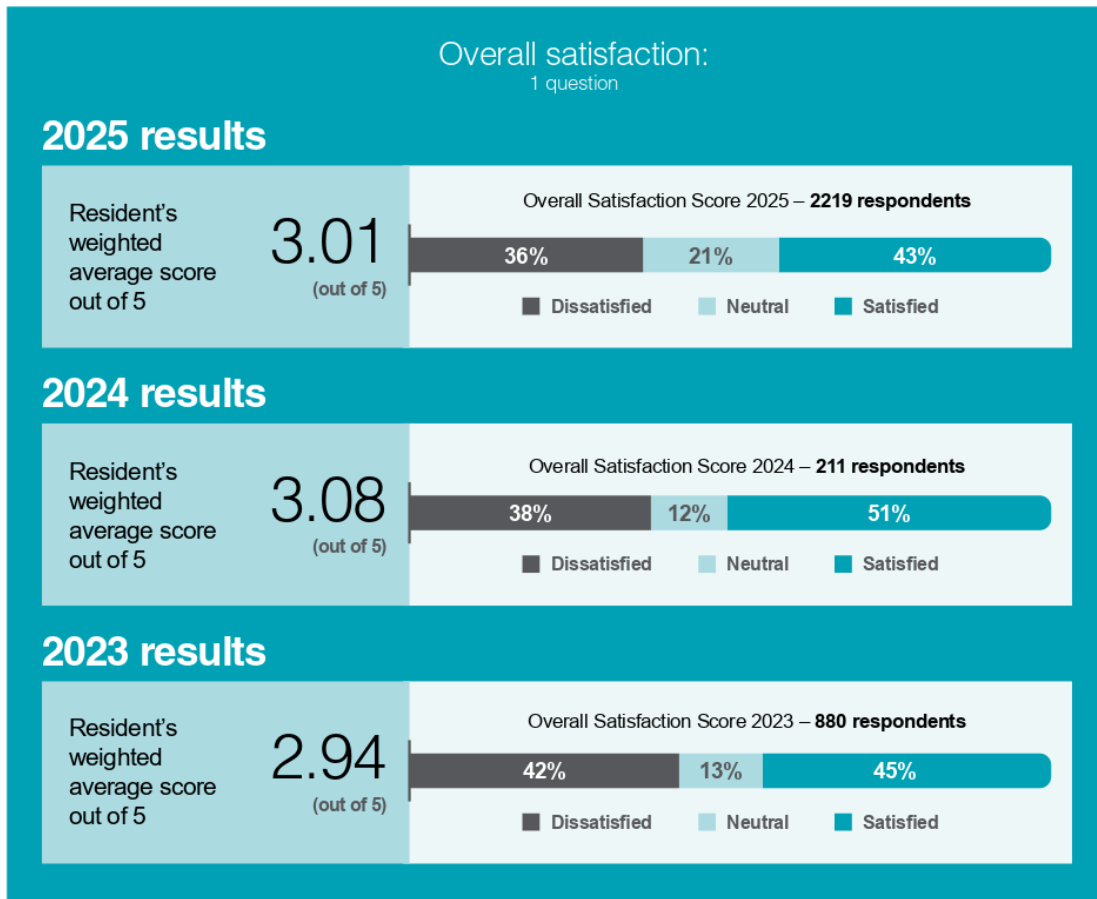 Overall satisfaction:
1 question
2025 results
Resident’s
weighted
average score
out of 5
3.01
(out of 5)
Overall Satisfaction Score 2025 – 2219 respondents
36% 21% 43%
Dissatisfied Neutral Satisfied
2024 results
Resident’s
weighted
average score
out of 5
3.08
(out of 5)
Overall Satisfaction Score 2024 – 211 respondents
38% 12% 51%
Dissatisfied Neutral Satisfied
2023 results
Resident’s
weighted
average score
out of 5
2.94
(out of 5)
Overall Satisfaction Score 2023 – 880 respondents
42% 13% 45%
Dissatisfied Neutral Satisfied